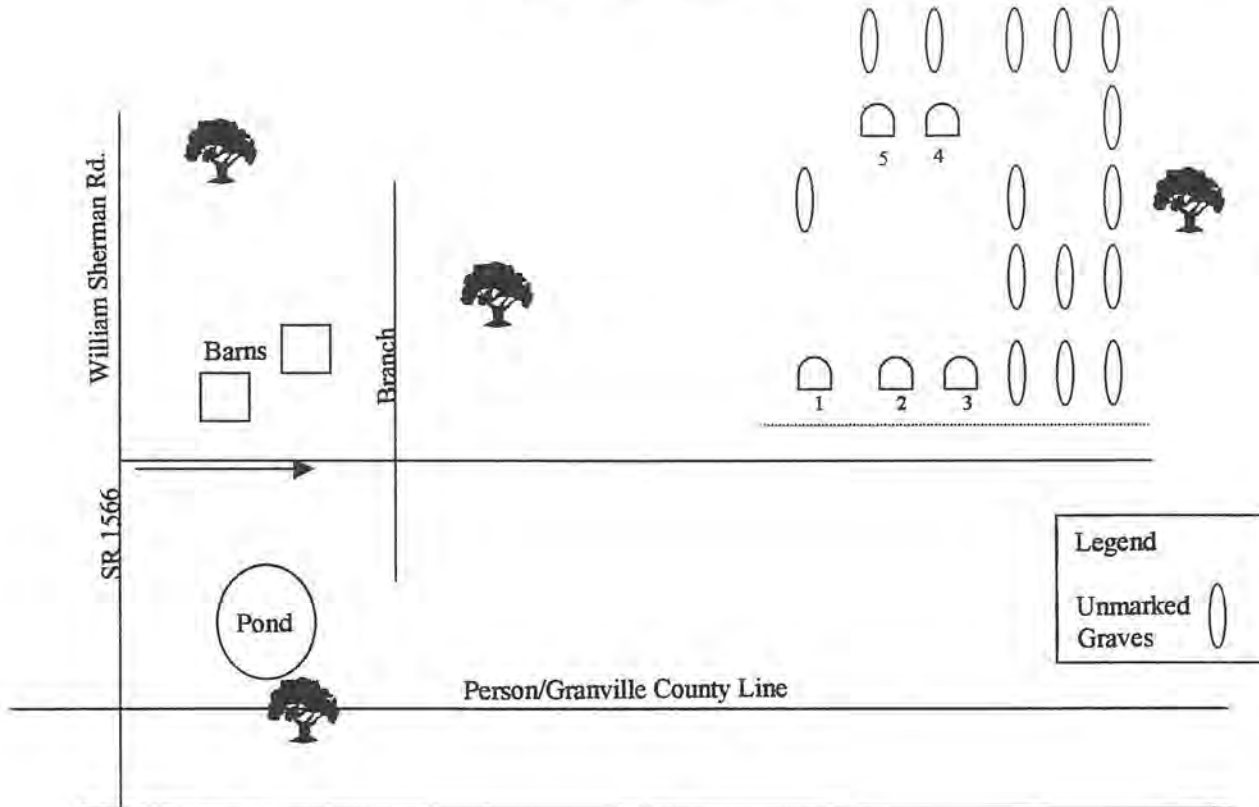 William Sherman Rd.
5
4
Barns
Branch
1
2
3
SR 1566
Legend
Unmarked
Graves
Pond
Person/Granville County Line